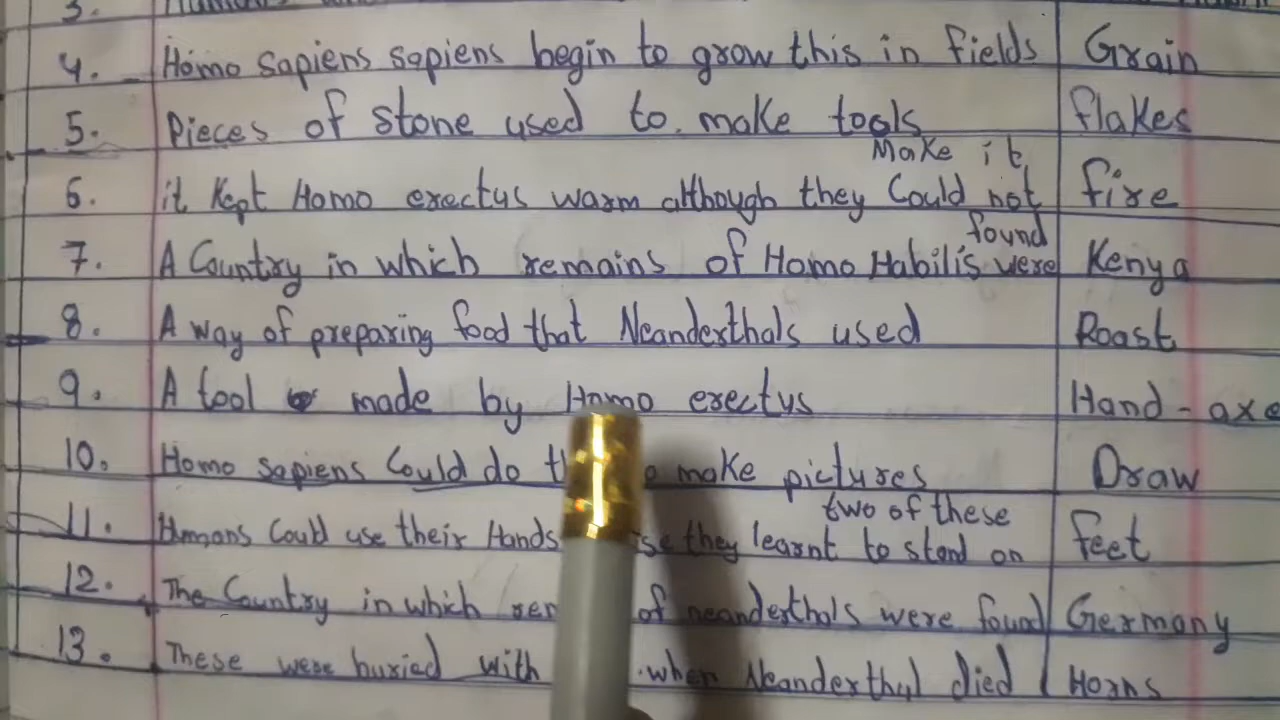 3.
4. Homo sapiens sapiens begin to grow this in fields Grain
5. Pieces of stone used to make tools flakes
Make it
6. it Kept Homo erectus warm although they Could not fire
found
7. A Country in which remains of Homo Habilis were Kenya
8. A way of preparing food that Neanderthals used Roast
9. A tool made by Homo erectus Hand-axe
10. Homo sapiens Could do make pictures Draw
two of these
11. Humans Could use their Hands they learnt to stand on feet
12. The Country in which of neanderthals were found Germany
13. These were buried with when Neanderthal died Horns